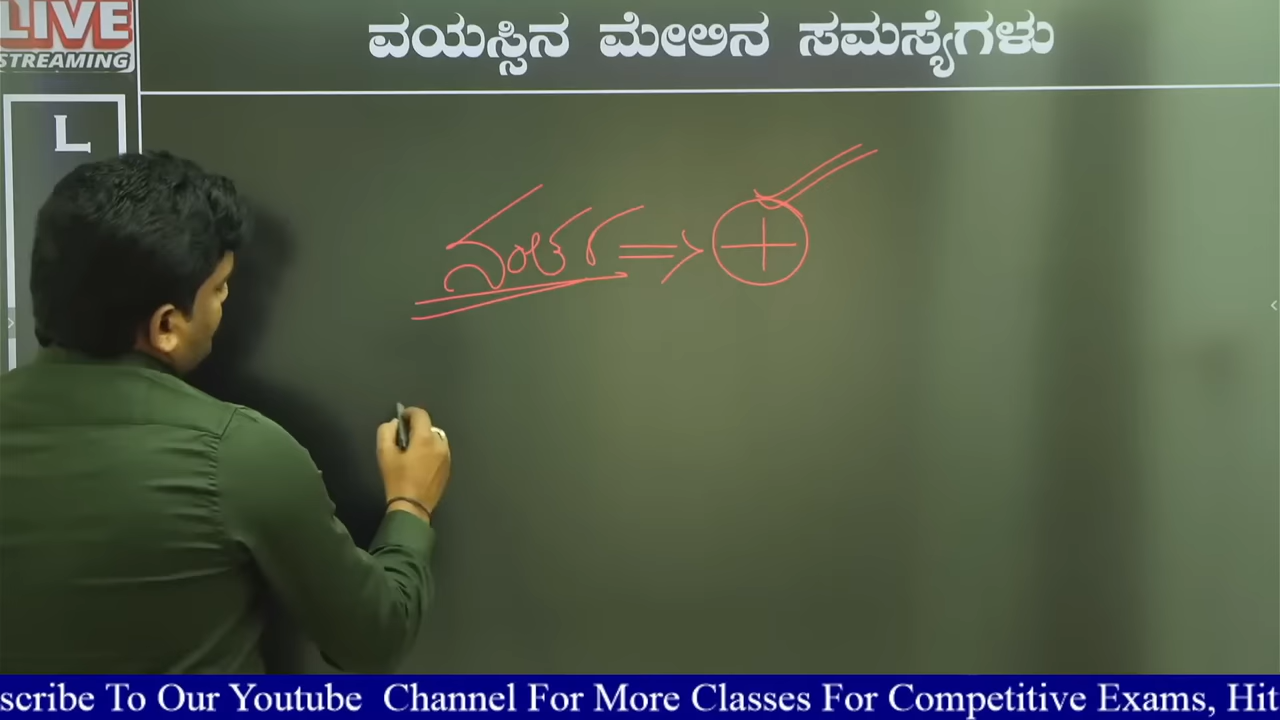 LIVE
STREAMING
ವಯಸ್ಸಿನ ಮೇಲಿನ ಸಮಸ್ಯೆಗಳು
L
ನಂತರ ⇒ +
scribe To Our Youtube Channel For More Classes For Competitive Exams, Hit